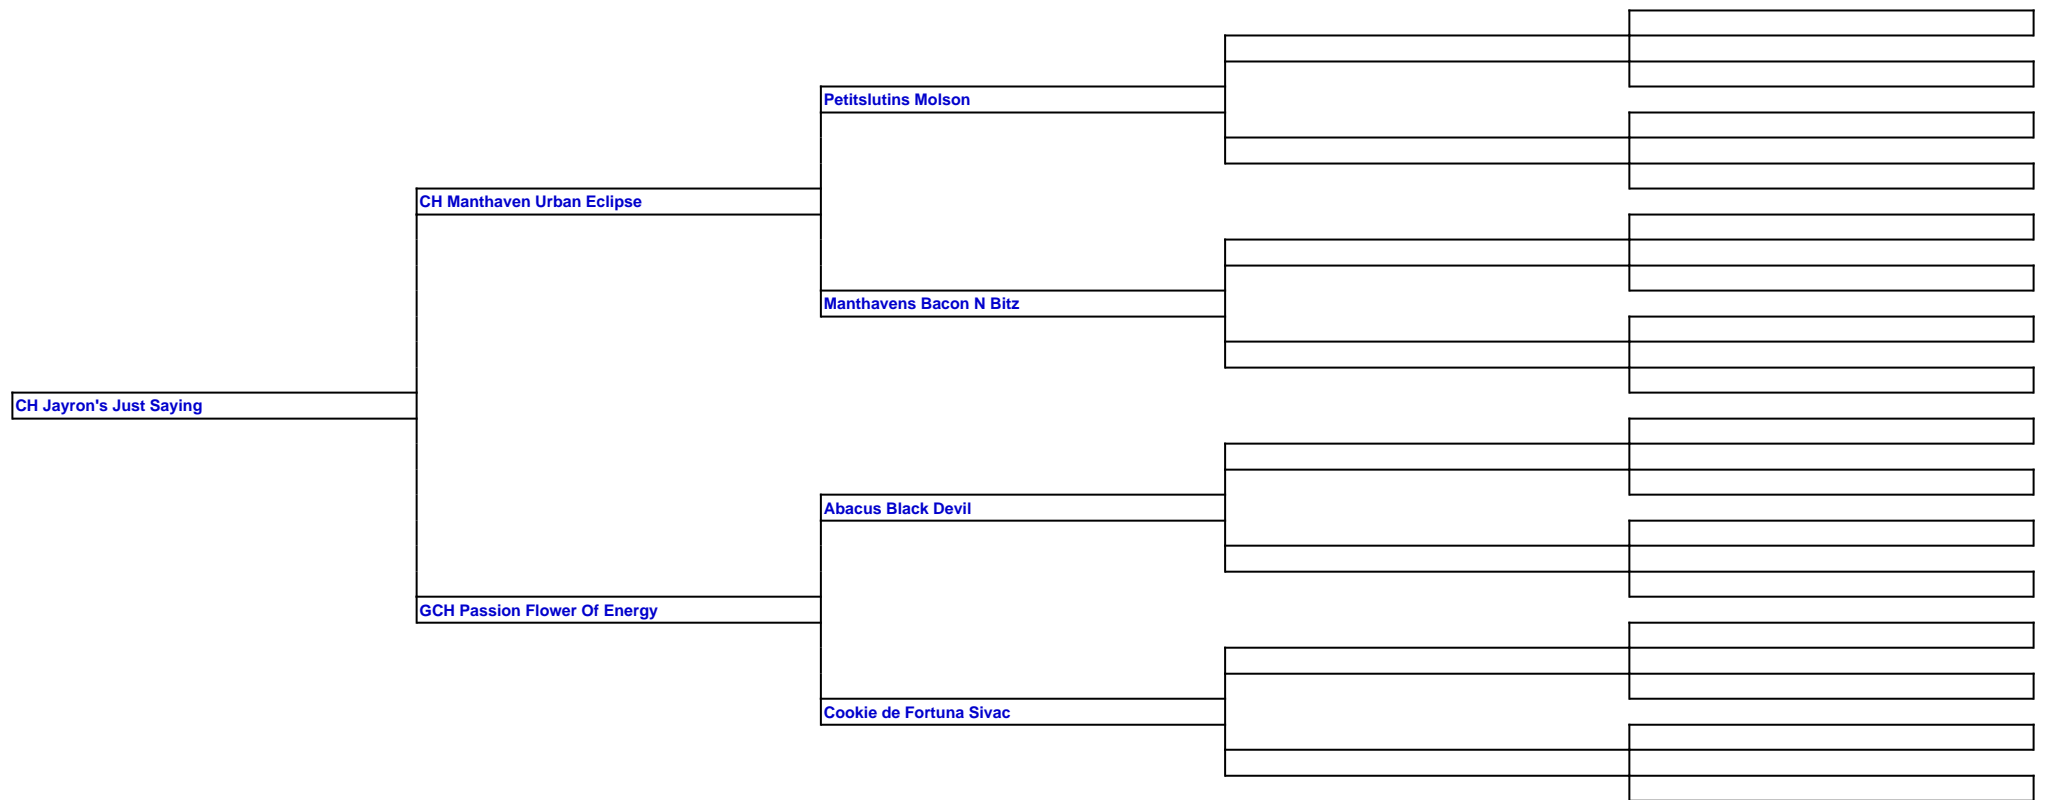 Petitslutins Molson
CH Manthaven Urban Eclipse
Manthavens Bacon N Bitz
CH Jayron's Just Saying
Abacus Black Devil
GCH Passion Flower Of Energy
Cookie de Fortuna Sivac